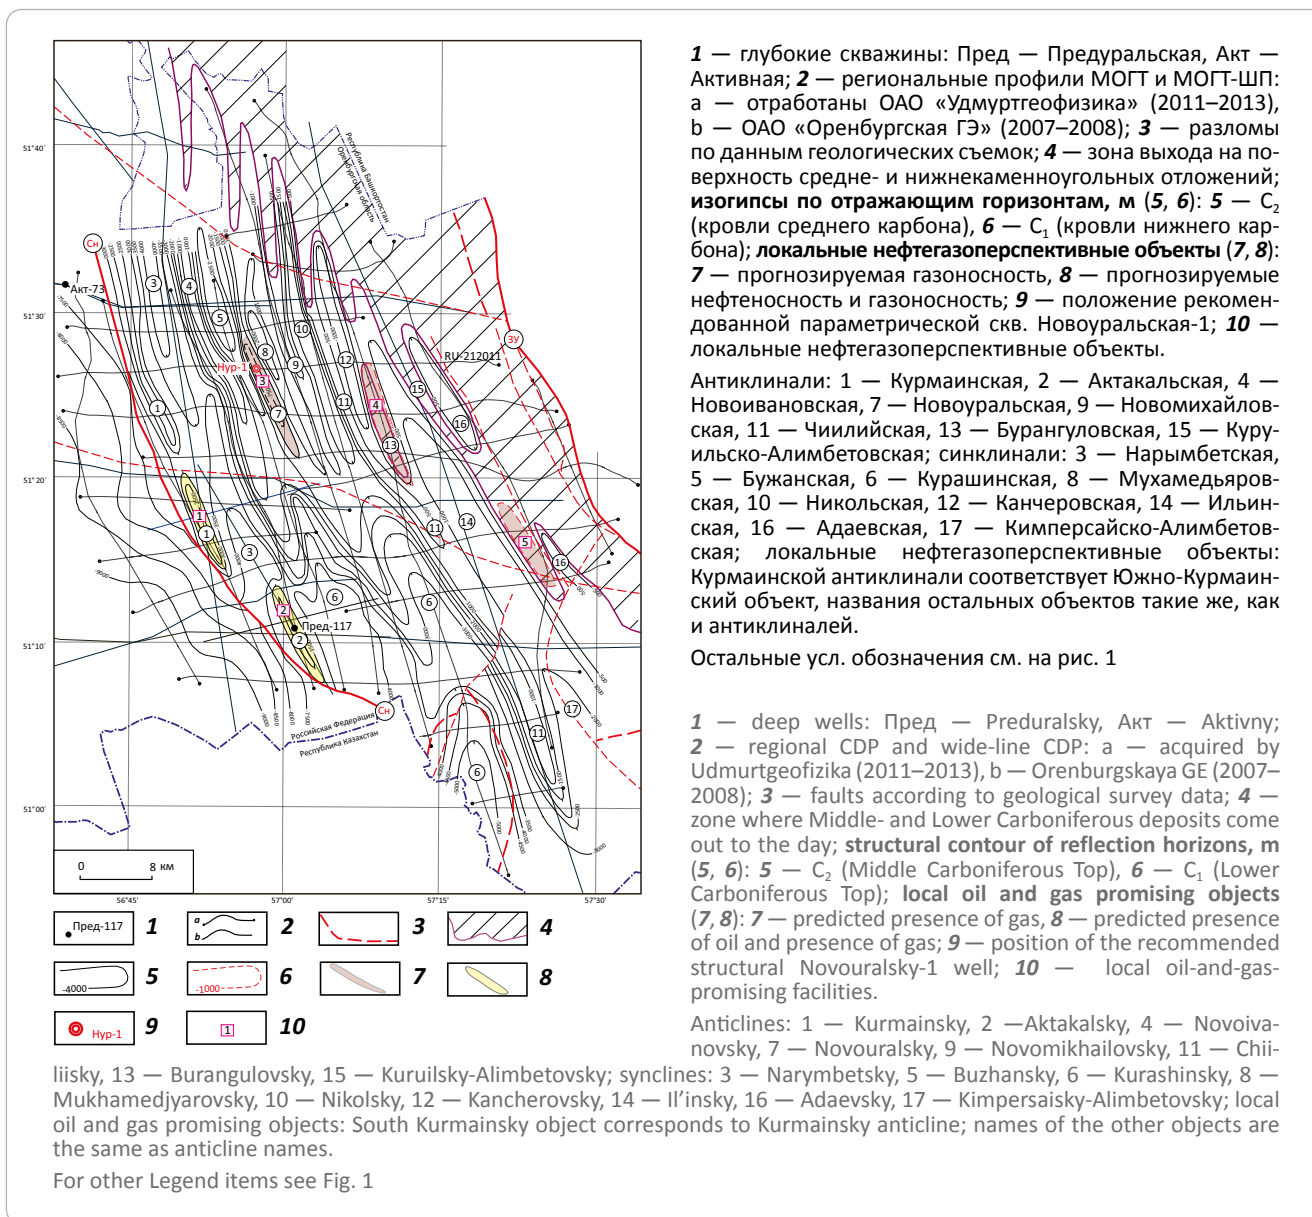 1 — глубокие скважины: Пред — Предуральская, Акт —
Активная; 2 — региональные профили МОГТ и МОГТ-ШП:
а — отработаны ОАО «Удмуртгеофизика» (2011–2013),
b — ОАО «Оренбургская ГЭ» (2007–2008); 3 — разломы
по данным геологических съемок; 4 — зона выхода на по-
верхность средне- и нижнекаменноугольных отложений;
изогипсы по отражающим горизонтам, м (5, 6): 5 — C2
(кровли среднего карбона), 6 — C1 (кровли нижнего кар-
бона); локальные нефтегазоперспективные объекты (7, 8):
7 — прогнозируемая газоносность, 8 — прогнозируемые
нефтеносность и газоносность; 9 — положение рекомен-
дованной параметрической скв. Новоуральская-1; 10 —
локальные нефтегазоперспективные объекты.
Антиклинали: 1 — Курмаинская, 2 — Актакальская, 4 —
Новоивановская, 7 — Новоуральская, 9 — Новомихайлов-
ская, 11 — Чиилийская, 13 — Бурангуловская, 15 — Куру-
ильско-Алимбетовская; синклинали: 3 — Нарымбетская,
5 — Бужанская, 6 — Курашинская, 8 — Мухамедьяров-
ская, 10 — Никольская, 12 — Канчеровская, 14 — Ильин-
ская, 16 — Адаевская, 17 — Кимперсайско-Алимбетов-
ская; локальные нефтегазоперспективные объекты:
Курмаинской антиклинали соответствует Южно-Курмаин-
ский объект, названия остальных объектов такие же, как
и антиклиналей.
Остальные усл. обозначения см. на рис. 1
1 — deep wells: Пред — Preduralsky, Акт — Aktivny;
2 — regional CDP and wide-line CDP: a — acquired by
Udmurtgeofizika (2011–2013), b — Orenburgskaya GE (2007–
2008); 3 — faults according to geological survey data; 4 —
zone where Middle- and Lower Carboniferous deposits come
out to the day; structural contour of reflection horizons, m
(5, 6): 5 — C2 (Middle Carboniferous Top), 6 — C1 (Lower
Carboniferous Top); local oil and gas promising objects
(7, 8): 7 — predicted presence of gas, 8 — predicted presence
of oil and presence of gas; 9 — position of the recommended
structural Novouralsky-1 well; 10 — local oil-and-gas-
promising facilities.
Anticlines: 1 — Kurmainsky, 2 —Aktakalsky, 4 — Novoiva-
novsky, 7 — Novouralsky, 9 — Novomikhailovsky, 11 — Chii-
liisky, 13 — Burangulovsky, 15 — Kuruilsky-Alimbetovsky; synclines: 3 — Narymbetsky, 5 — Buzhansky, 6 — Kurashinsky, 8 —
Mukhamedjyarovsky, 10 — Nikolsky, 12 — Kancherovsky, 14 — Il’insky, 16 — Adaevsky, 17 — Kimpersaisky-Alimbetovsky; local
oil and gas promising objects: South Kurmainsky object corresponds to Kurmainsky anticline; names of the other objects are
the same as anticline names.
For other Legend items see Fig. 1
51°40′
51°30′
51°20′
51°10′
51°00′
56°45′
57°00′
57°15′
57°30′
Республика Башкортостан
Оренбургская область
Сн
Акт-73
ЗУ
RU-212011
Нур-1
Пред-117
Сн
Российская Федерация
Республика Казахстан
0 8 км
Пред-117 1
a b 2
3
4
-4000 5
-1000 6
7
8
Нур-1 9
1 10